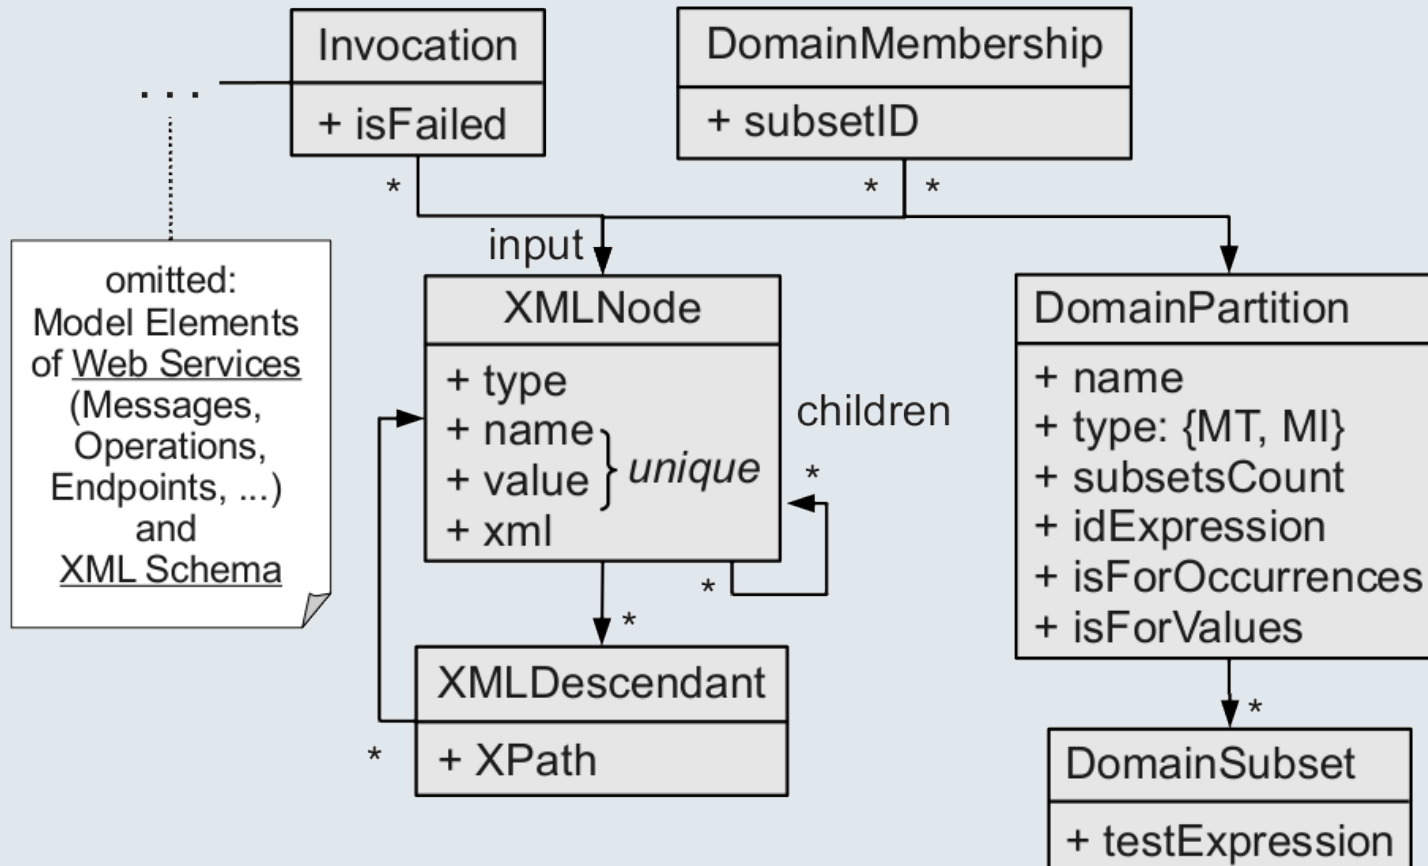 Invocation
+ isFailed
DomainMembership
+ subsetID
. . .
*
*
*
input
omitted:
Model Elements
of Web Services
(Messages,
Operations,
Endpoints, ...)
and
XML Schema
XMLNode
+ type
+ name
+ value
unique
+ xml
children
*
*
*
DomainPartition
+ name
+ type: {MT, MI}
+ subsetsCount
+ idExpression
+ isForOccurrences
+ isForValues
XMLDescendant
+ XPath
*
*
DomainSubset
+ testExpression